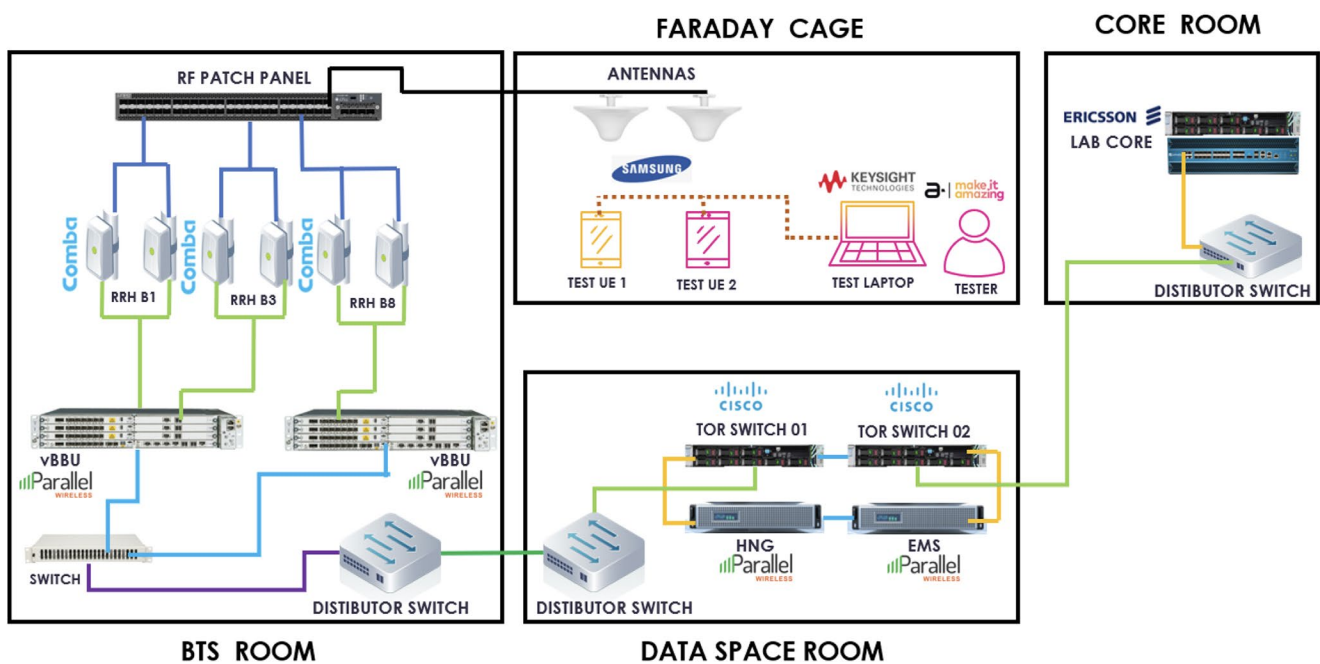 FARADAY CAGE
CORE ROOM
RF PATCH PANEL
ANTENNAS
ERICSSON
LAB CORE
SAMSUNG
KEYSIGHT
TECHNOLOGIES
a. | make it
amazing
Comba
Comba
Comba
RRH B1
RRH B3
RRH B8
TEST UE 1
TEST UE 2
TEST LAPTOP
TESTER
DISTIBUTOR SWITCH
CISCO
CISCO
TOR SWITCH 01
TOR SWITCH 02
vBBU
Parallel
WIRELESS
vBBU
Parallel
WIRELESS
HNG
Parallel
WIRELESS
EMS
Parallel
WIRELESS
SWITCH
DISTIBUTOR SWITCH
DISTIBUTOR SWITCH
BTS ROOM
DATA SPACE ROOM